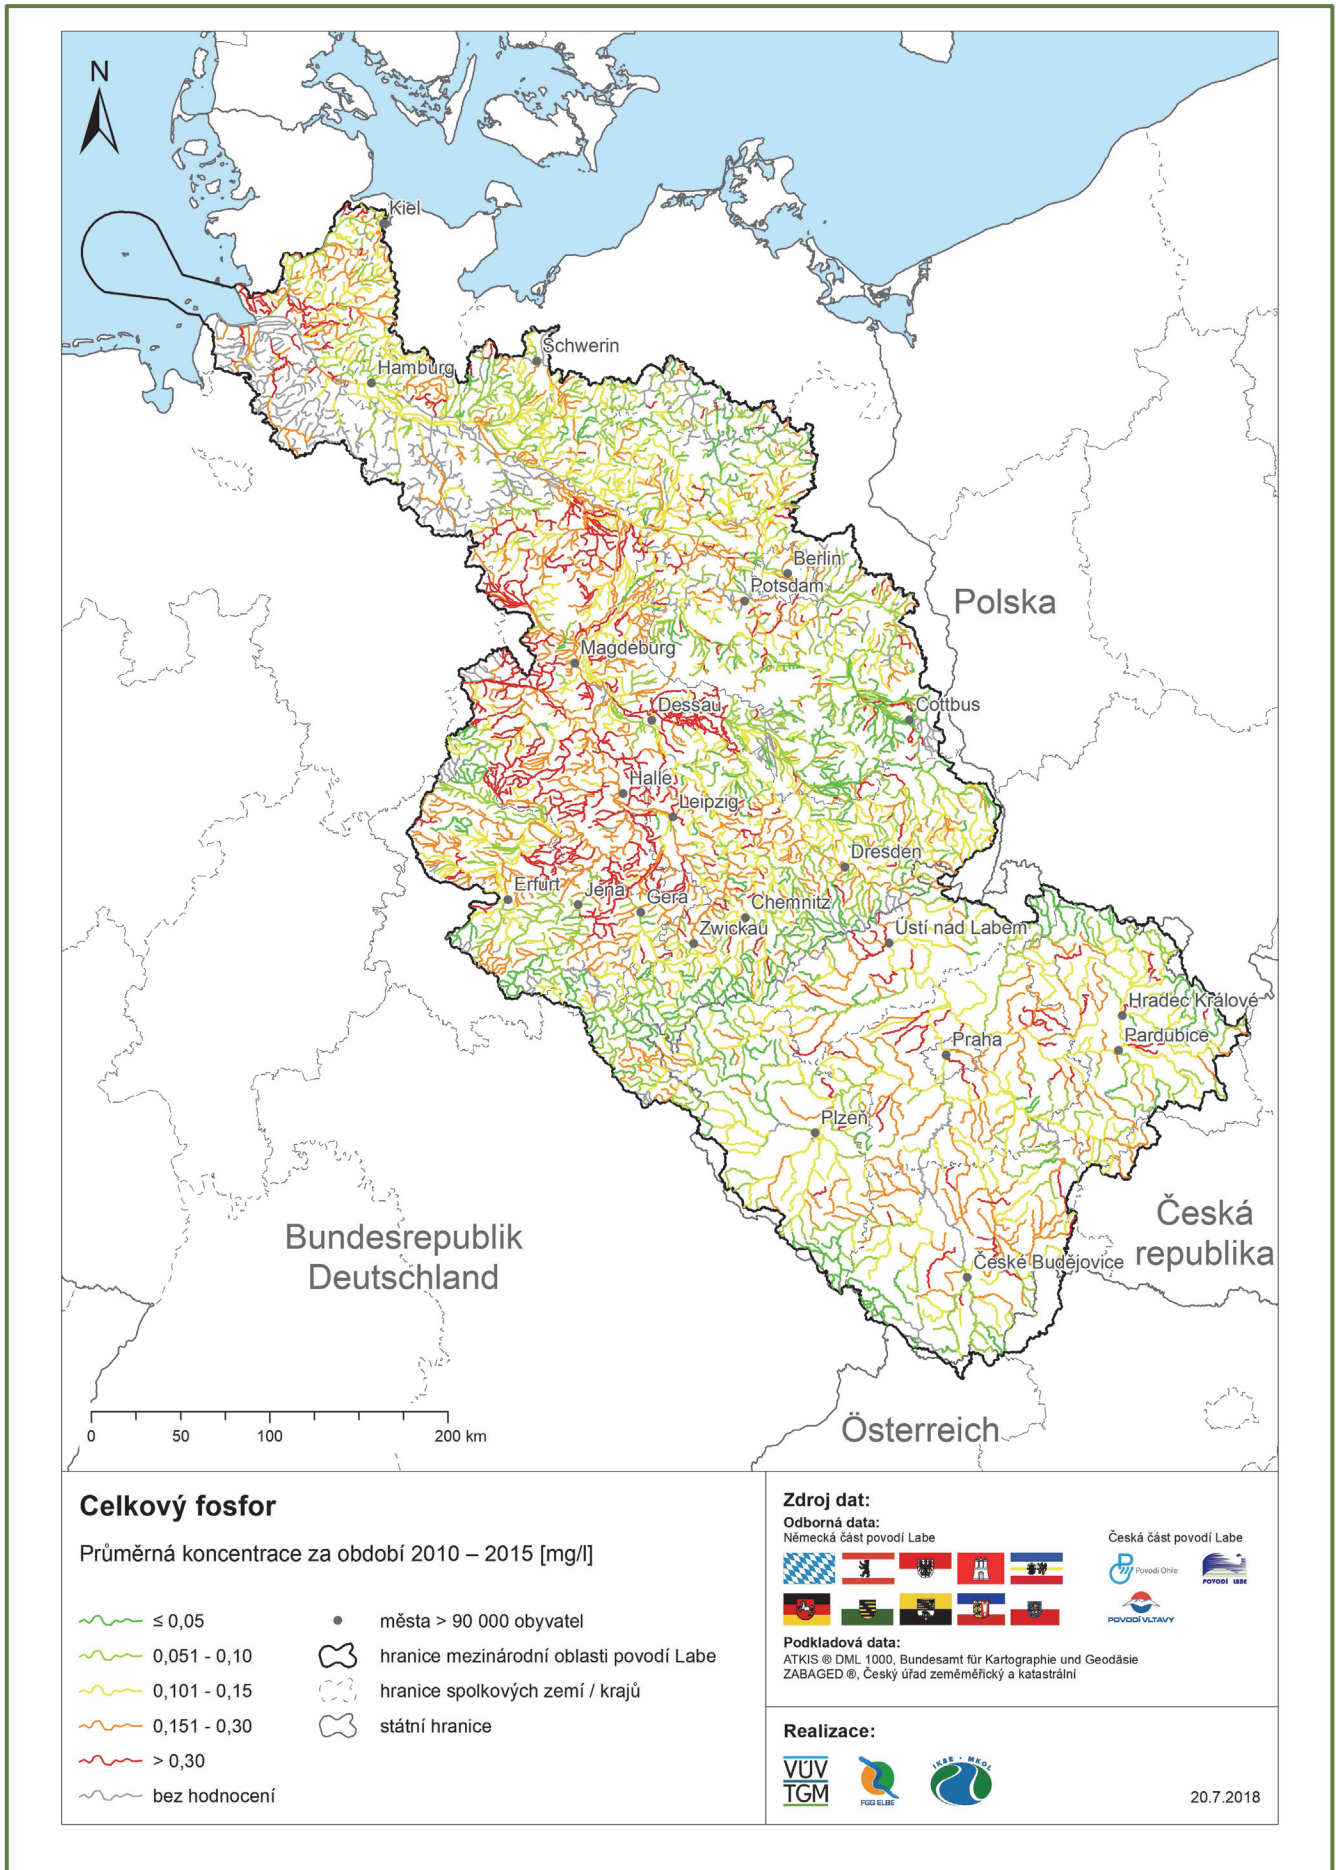 N
Kiel
Schwerin
Hamburg
Berlin
Potsdam
Polska
Magdeburg
Dessau
Cottbus
Halle
Leipzig
Dresden
Erfurt
Jena
Gera
Chemnitz
Zwickau
Ústí nad Labem
Hradec Králové
Pardubice
Praha
Plzeň
Bundesrepublik
Deutschland
Česká
republika
České Budějovice
Österreich
0 50 100 200 km
Celkový fosfor
Průměrná koncentrace za období 2010 – 2015 [mg/l]
≤ 0,05
0,051 - 0,10
0,101 - 0,15
0,151 - 0,30
> 0,30
bez hodnocení
města > 90 000 obyvatel
hranice mezinárodní oblasti povodí Labe
hranice spolkových zemí / krajů
státní hranice
Zdroj dat:
Odborná data:
Německá část povodí Labe
Česká část povodí Labe
Povodí Ohře
POVODÍ LABE
POVODÍ VLTAVY
Podkladová data:
ATKIS ® DML 1000, Bundesamt für Kartographie und Geodäsie
ZABAGED ®, Český úřad zeměměřický a katastrální
Realizace:
VÚV
TGM
FGG ELBE
IKSE • MKOL
20.7.2018